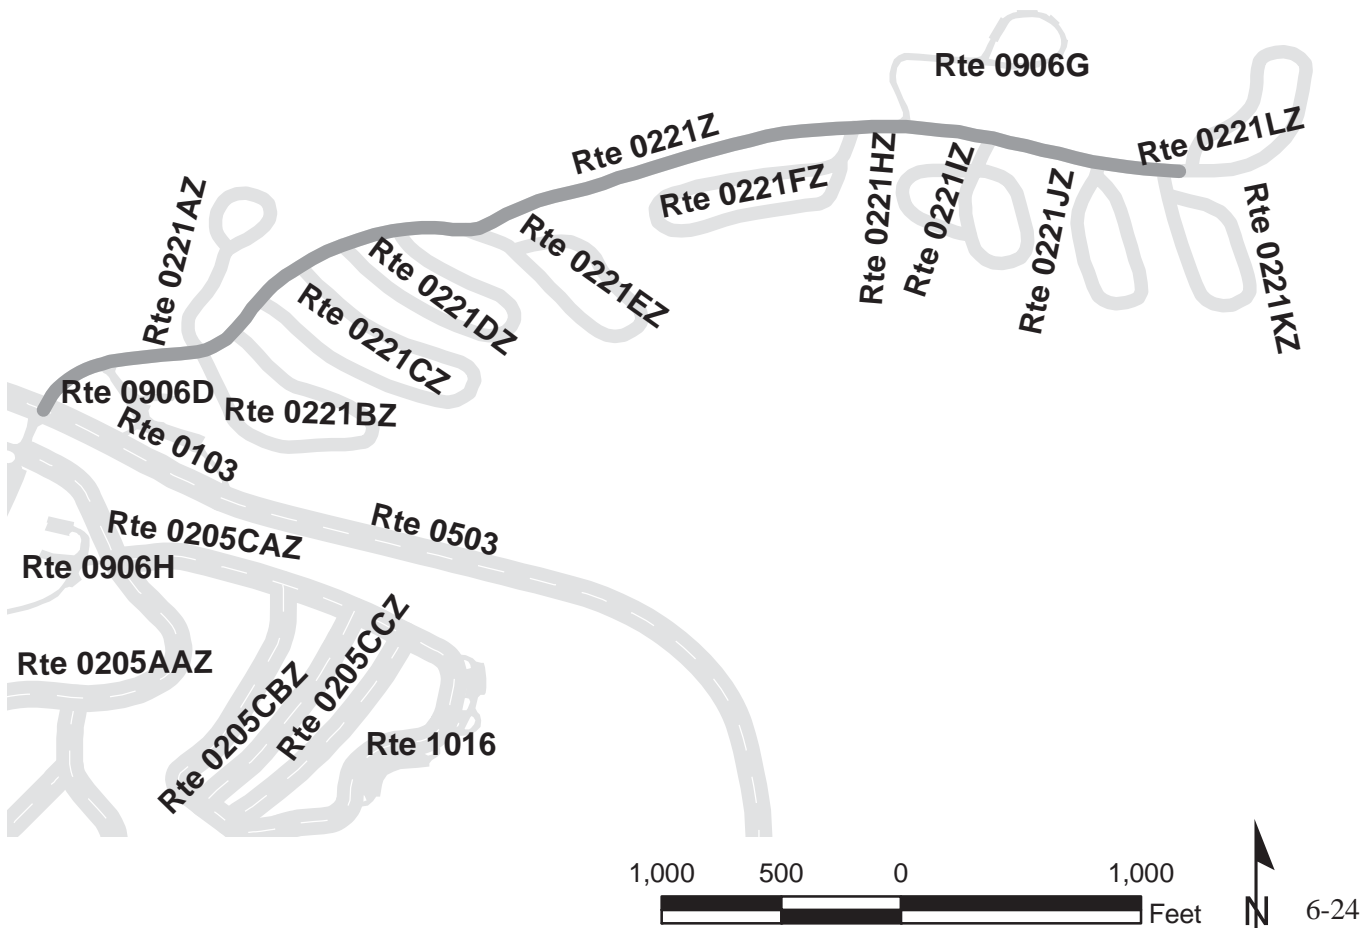 Rte 0906G
Rte 0221Z
Rte 0221LZ
Rte 0221HZ
Rte 0221IZ
Rte 0221FZ
Rte 0221JZ
Rte 0221AZ
Rte 0221KZ
Rte 0221EZ
Rte 0221DZ
Rte 0221CZ
Rte 0906D
Rte 0221BZ
Rte 0103
Rte 0503
Rte 0205CAZ
Rte 0906H
Rte 0205AAZ
Rte 0205CBZ
Rte 0205CCZ
Rte 1016
1,000 500 0 1,000
Feet
N
6-24